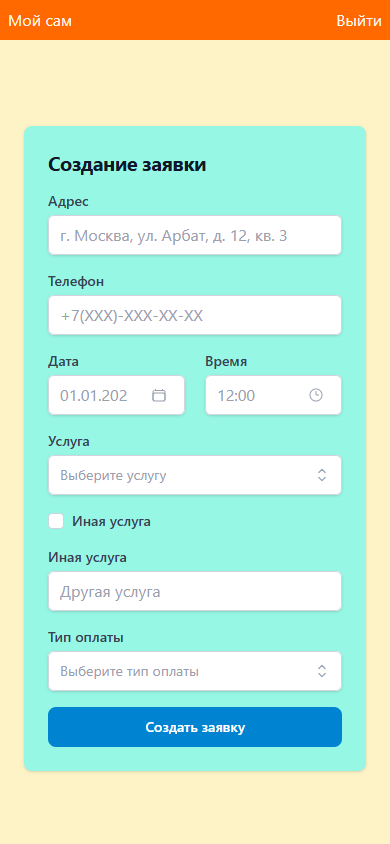 Мой сам
Выйти
Создание заявки
Адрес
г. Москва, ул. Арбат, д. 12, кв. 3
Телефон
+7(XXX)-XXX-XX-XX
Дата
Время
01.01.202
12:00
Услуга
Выберите услугу
Иная услуга
Иная услуга
Другая услуга
Тип оплаты
Выберите тип оплаты
Создать заявку